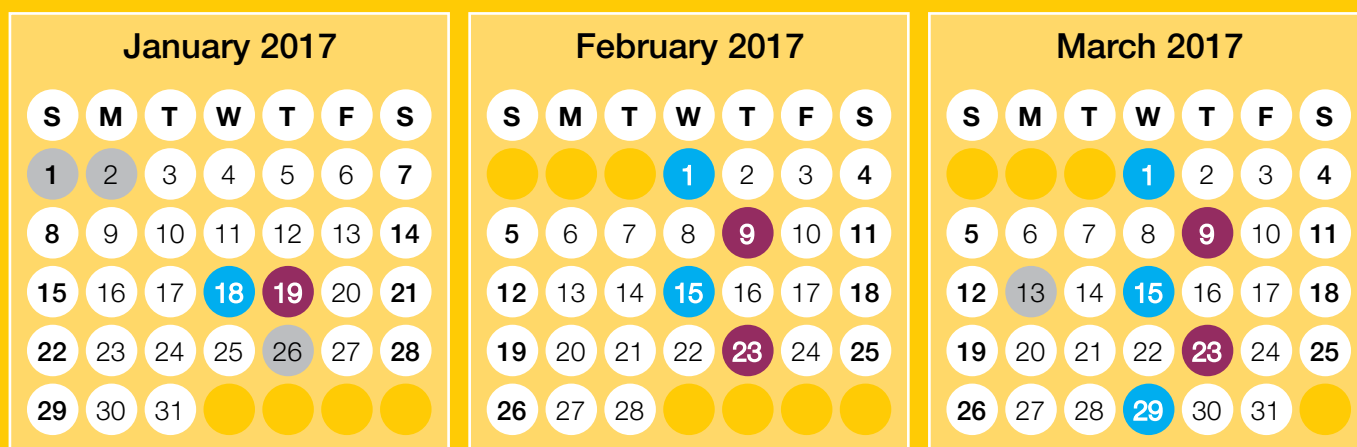 January 2017
S M T W T F S
1 2 3 4 5 6 7
8 9 10 11 12 13 14
15 16 17 18 19 20 21
22 23 24 25 26 27 28
29 30 31
February 2017
S M T W T F S
1 2 3 4
5 6 7 8 9 10 11
12 13 14 15 16 17 18
19 20 21 22 23 24 25
26 27 28
March 2017
S M T W T F S
1 2 3 4
5 6 7 8 9 10 11
12 13 14 15 16 17 18
19 20 21 22 23 24 25
26 27 28 29 30 31